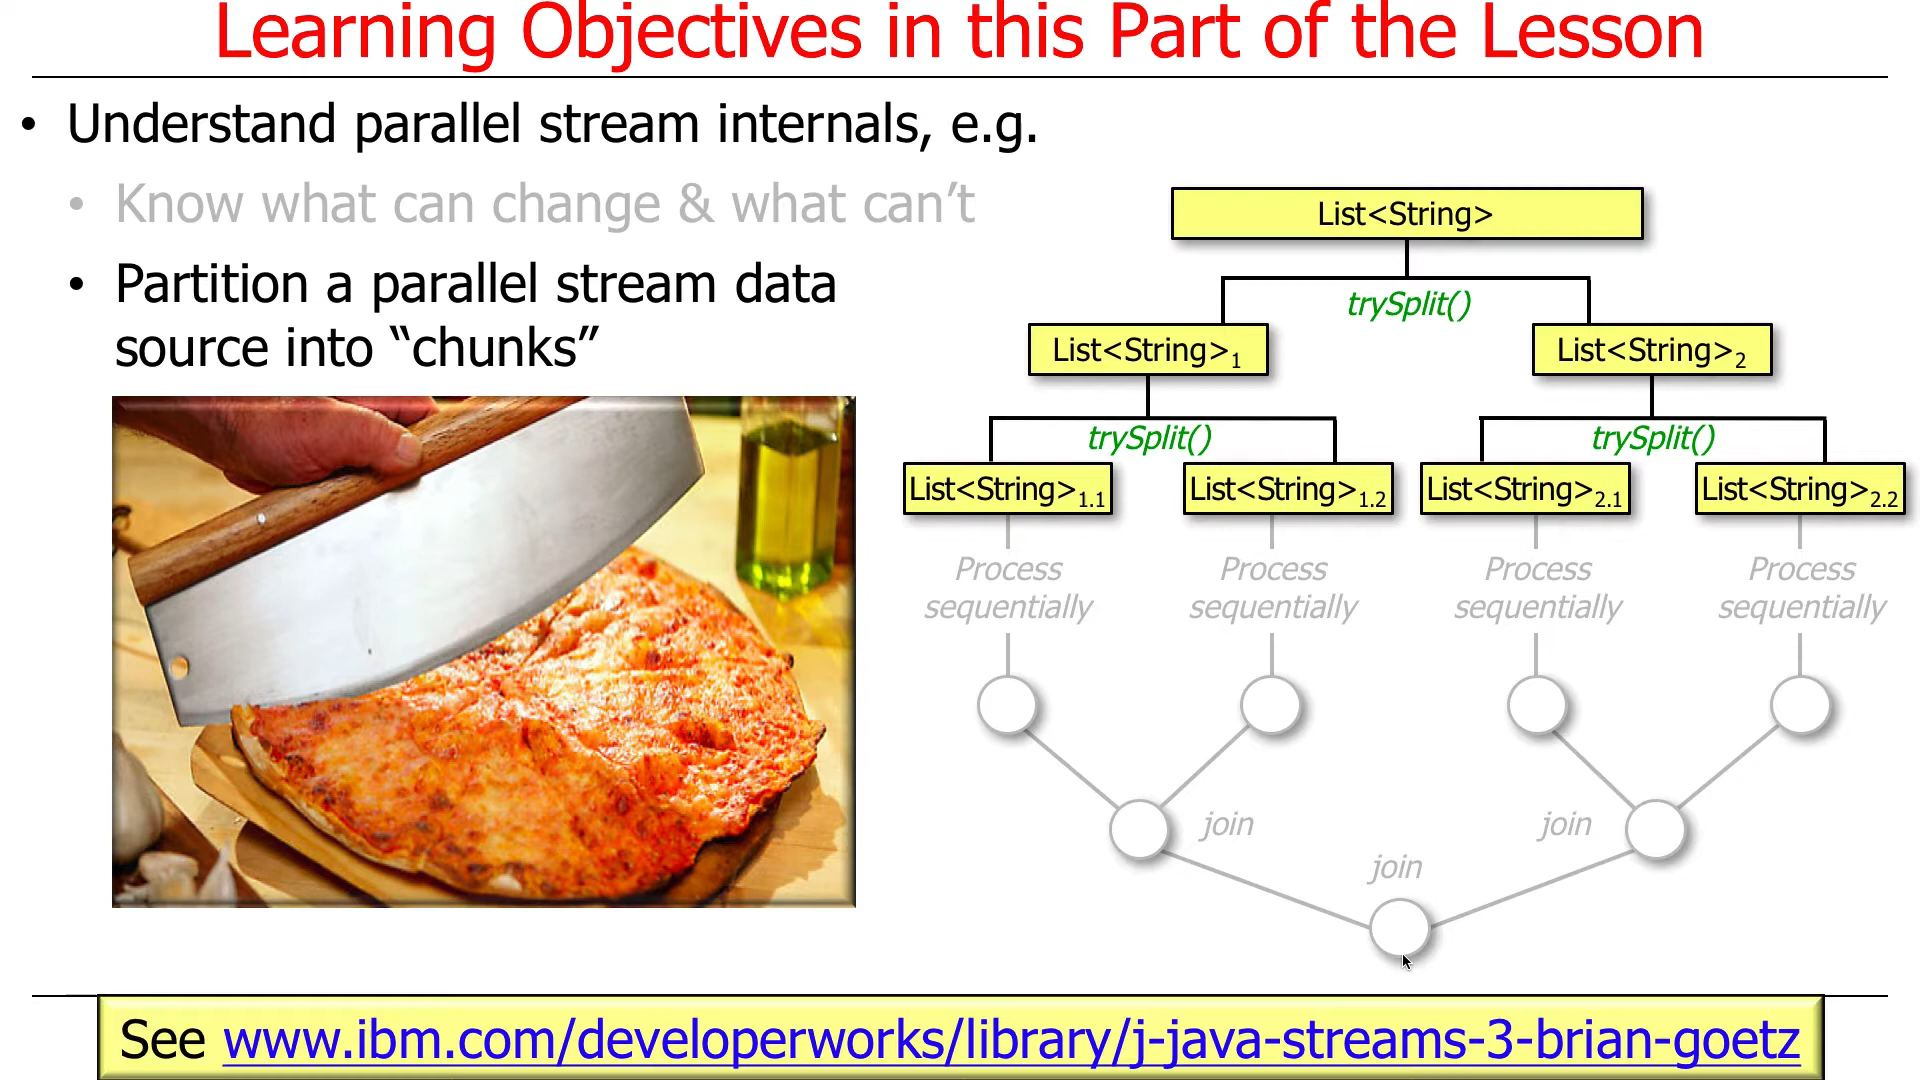 Learning Objectives in this Part of the Lesson
• Understand parallel stream internals, e.g.
• Know what can change & what can’t
• Partition a parallel stream data
source into “chunks”
List<String>
trySplit()
List<String>1
List<String>2
trySplit()
trySplit()
List<String>1.1
List<String>1.2
List<String>2.1
List<String>2.2
Process
sequentially
Process
sequentially
Process
sequentially
Process
sequentially
join
join
join
See www.ibm.com/developerworks/library/j-java-streams-3-brian-goetz